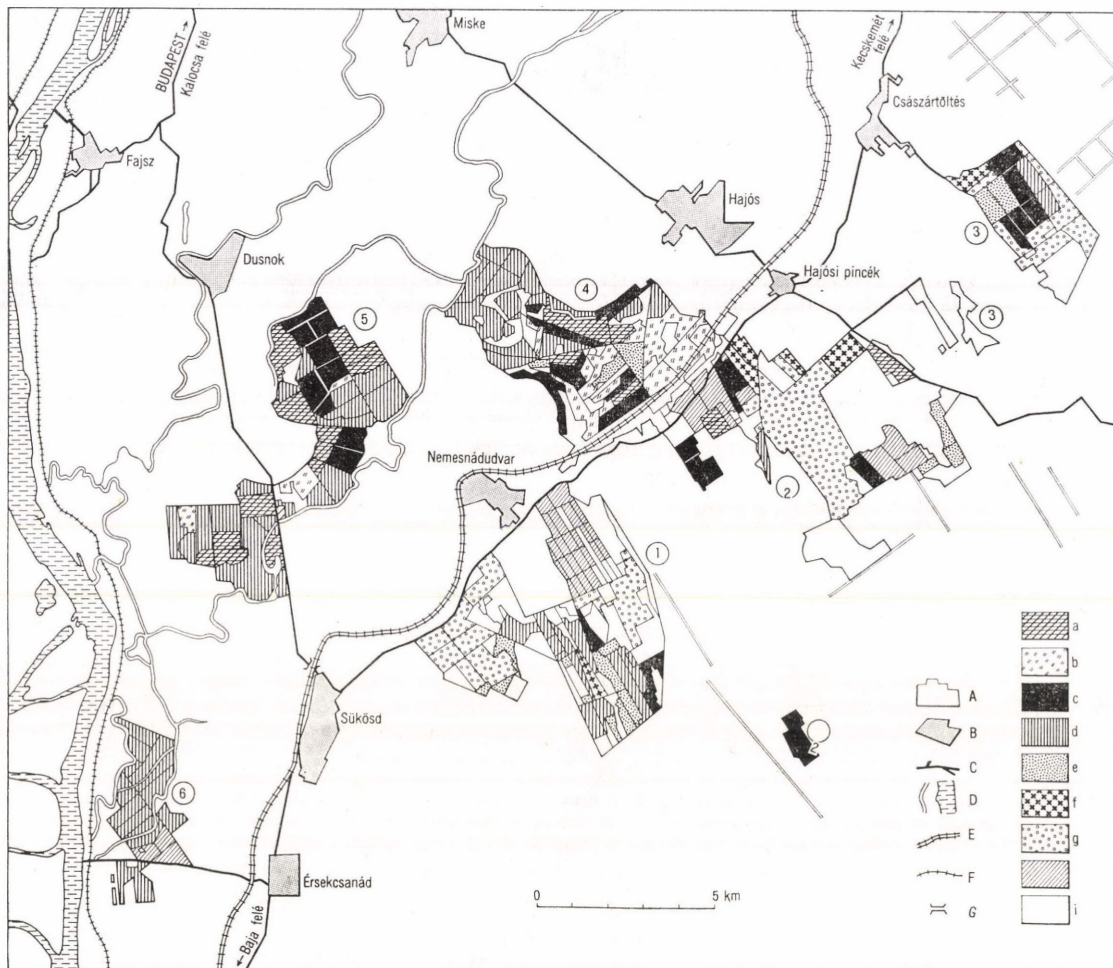 Miske
BUDAPEST →
Kalocsa felé
Kecskemét
felé →
Császártöltés
Fajsz
Hajós
③
Dusnok
Hajósi pincék
④
③
⑤
Nemesnádudvar
②
①
a
b
A
c
Sükösd
B
d
2
C
e
⑥
D
f
E
g
Érsekcsanád
F
0 5 km
G
i
← Baja felé